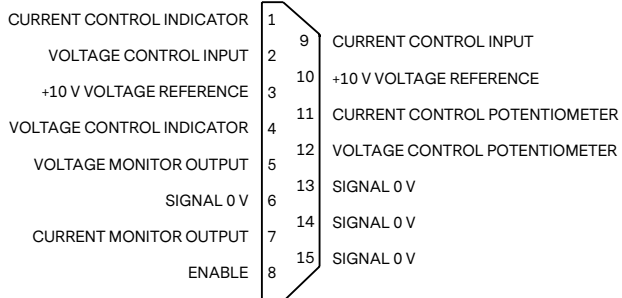 CURRENT CONTROL INDICATOR 1
9 CURRENT CONTROL INPUT
VOLTAGE CONTROL INPUT 2
10 +10 V VOLTAGE REFERENCE
+10 V VOLTAGE REFERENCE 3
11 CURRENT CONTROL POTENTIOMETER
VOLTAGE CONTROL INDICATOR 4
12 VOLTAGE CONTROL POTENTIOMETER
VOLTAGE MONITOR OUTPUT 5
13 SIGNAL 0 V
SIGNAL 0 V 6
14 SIGNAL 0 V
CURRENT MONITOR OUTPUT 7
15 SIGNAL 0 V
ENABLE 8